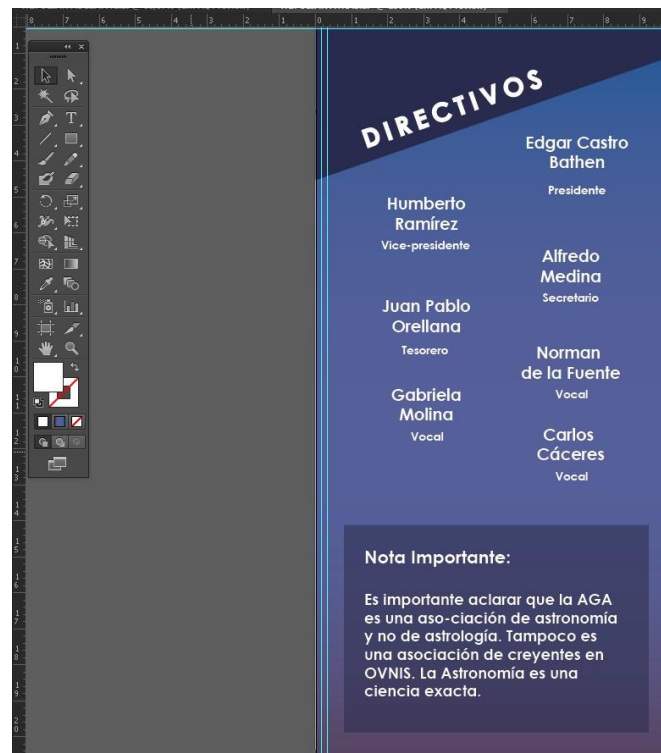 DIRECTIVOS
Edgar Castro
Bathen
Presidente
Humberto
Ramírez
Vice-presidente
Alfredo
Medina
Secretario
Juan Pablo
Orellana
Tesorero
Norman
de la Fuente
Vocal
Gabriela
Molina
Vocal
Carlos
Cáceres
Vocal
Nota Importante:
Es importante aclarar que la AGA
es una aso-ciación de astronomía
y no de astrología. Tampoco es
una asociación de creyentes en
OVNIS. La Astronomía es una
ciencia exacta.